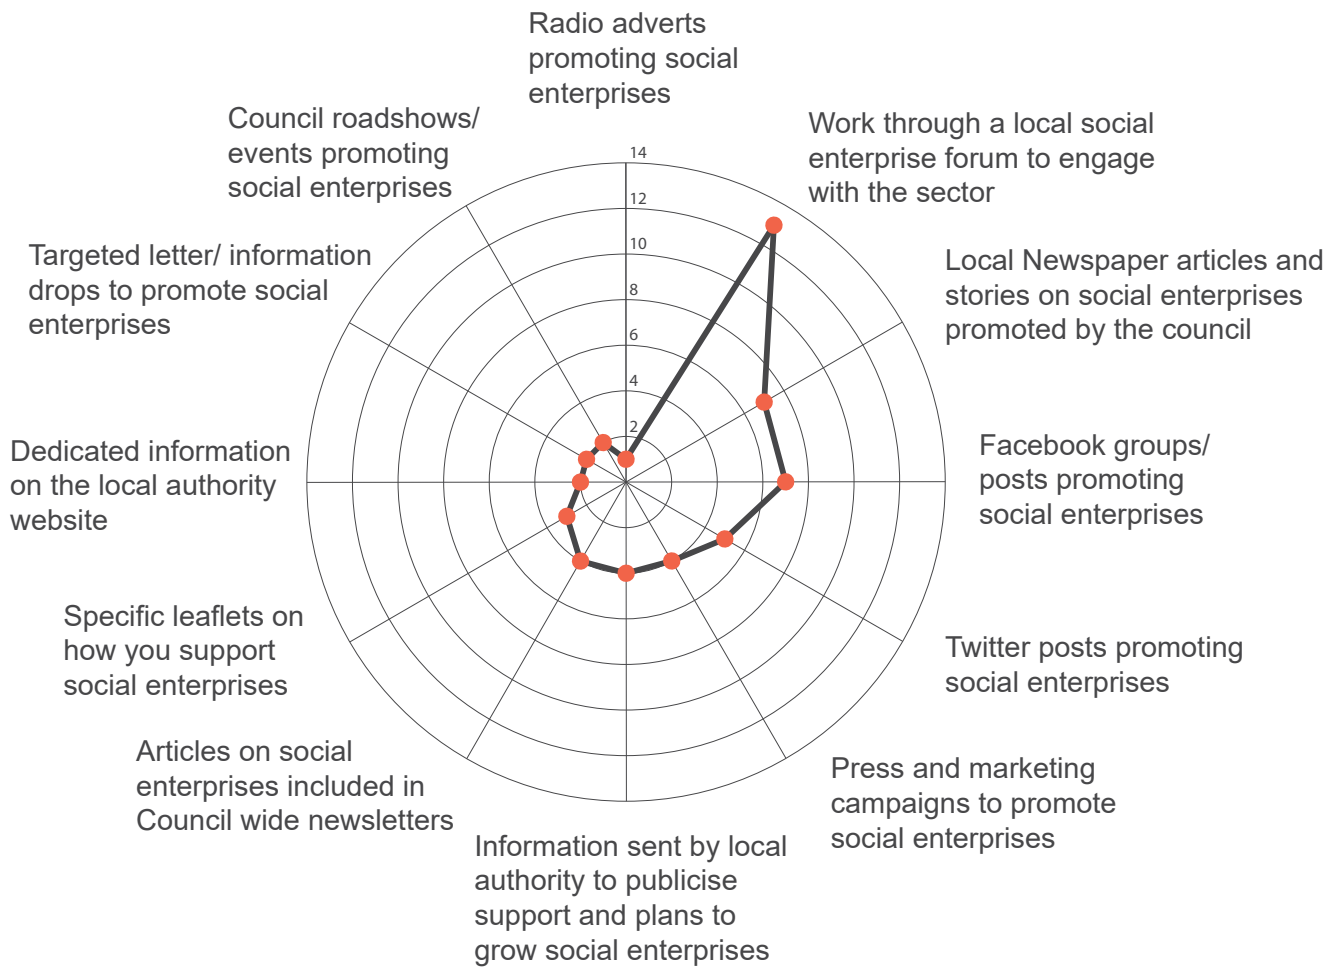 Radio adverts
promoting social
enterprises
Work through a local social
enterprise forum to engage
with the sector
Local Newspaper articles and
stories on social enterprises
promoted by the council
Facebook groups/
posts promoting
social enterprises
Twitter posts promoting
social enterprises
Press and marketing
campaigns to promote
social enterprises
Information sent by local
authority to publicise
support and plans to
grow social enterprises
Articles on social
enterprises included in
Council wide newsletters
Specific leaflets on
how you support
social enterprises
Dedicated information
on the local authority
website
Targeted letter/ information
drops to promote social
enterprises
Council roadshows/
events promoting
social enterprises
14
12
10
8
6
4
2